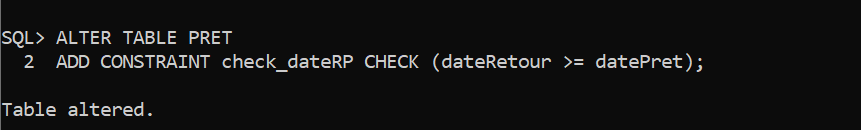 SQL> ALTER TABLE PRET
  2  ADD CONSTRAINT check_dateRP CHECK (dateRetour >= datePret);
Table altered.